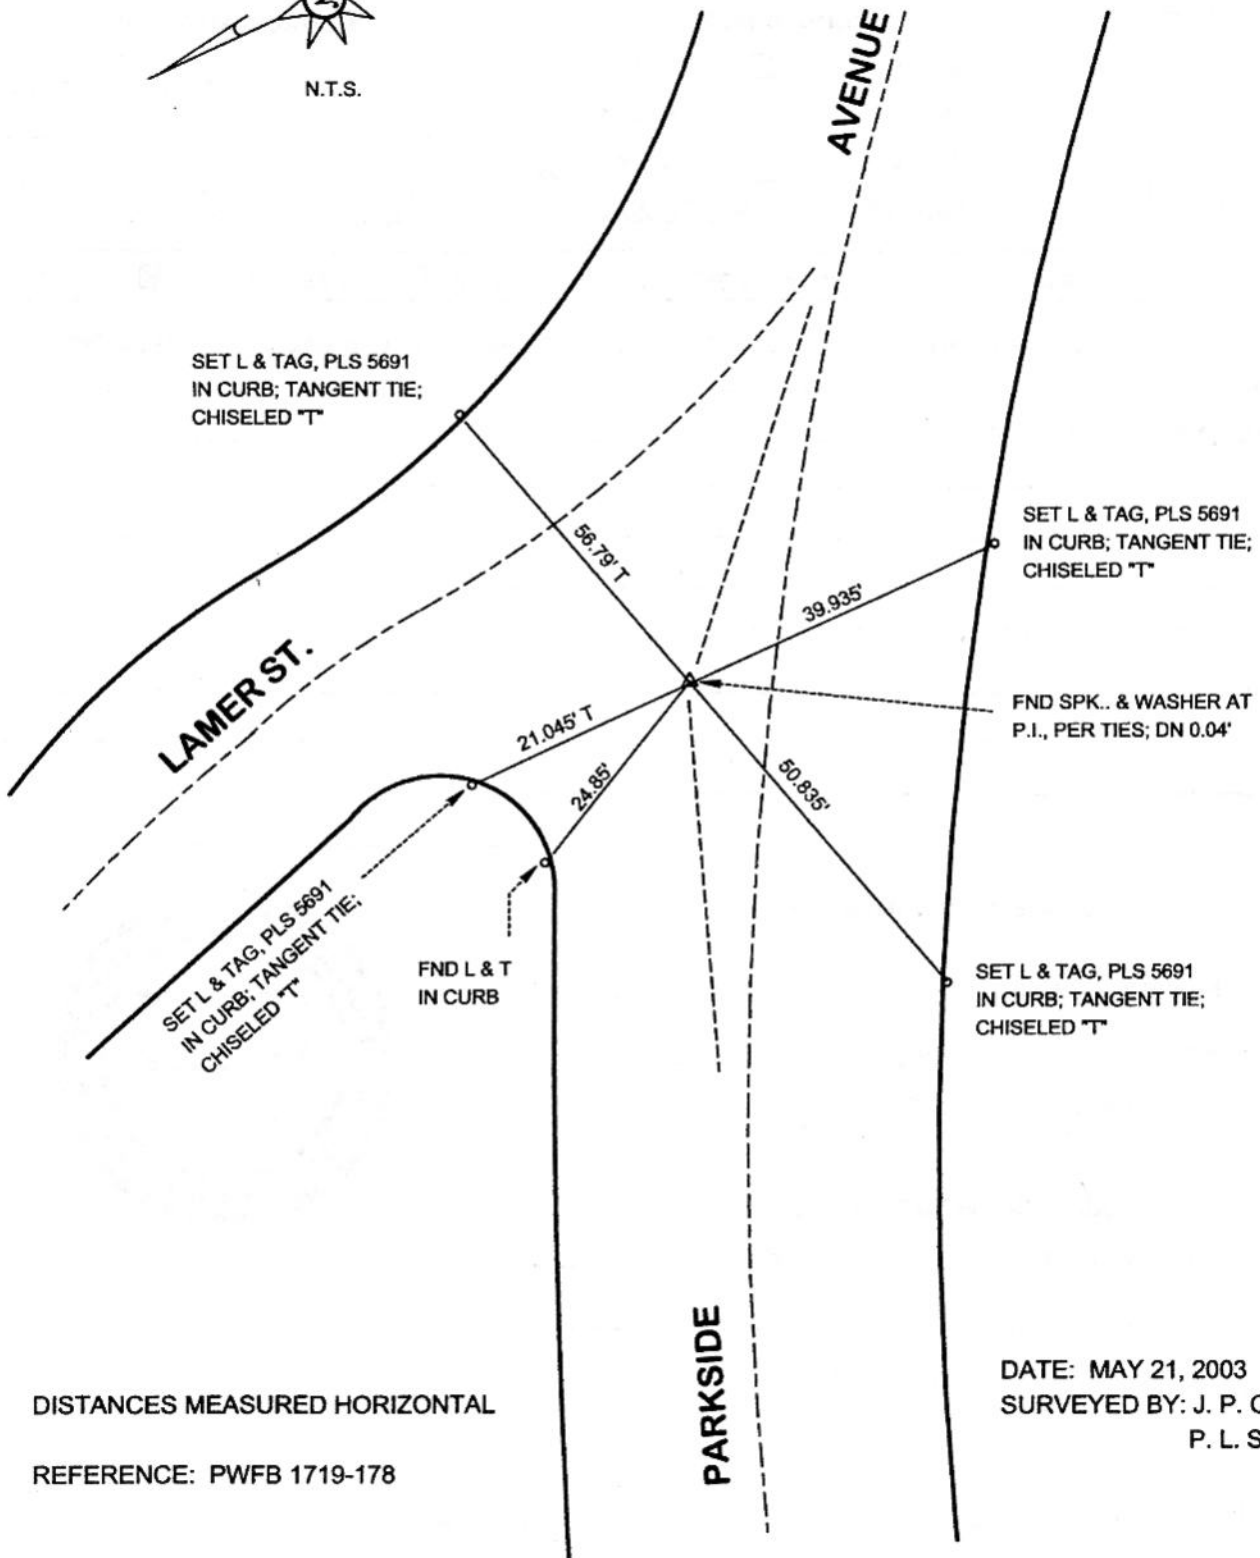 N.T.S.
AVENUE
SET L & TAG, PLS 5691
IN CURB; TANGENT TIE;
CHISELED "T"
56.79' T
SET L & TAG, PLS 5691
IN CURB; TANGENT TIE;
CHISELED "T"
39.935'
LAMER ST.
FND SPK.. & WASHER AT
P.I., PER TIES; DN 0.04'
21.045' T
24.85'
50.835'
SET L & TAG, PLS 5691
IN CURB; TANGENT TIE;
CHISELED "T"
FND L & T
IN CURB
SET L & TAG, PLS 5691
IN CURB; TANGENT TIE;
CHISELED "T"
PARKSIDE
DISTANCES MEASURED HORIZONTAL
REFERENCE: PWFB 1719-178
DATE: MAY 21, 2003
SURVEYED BY: J. P.
P. L. S